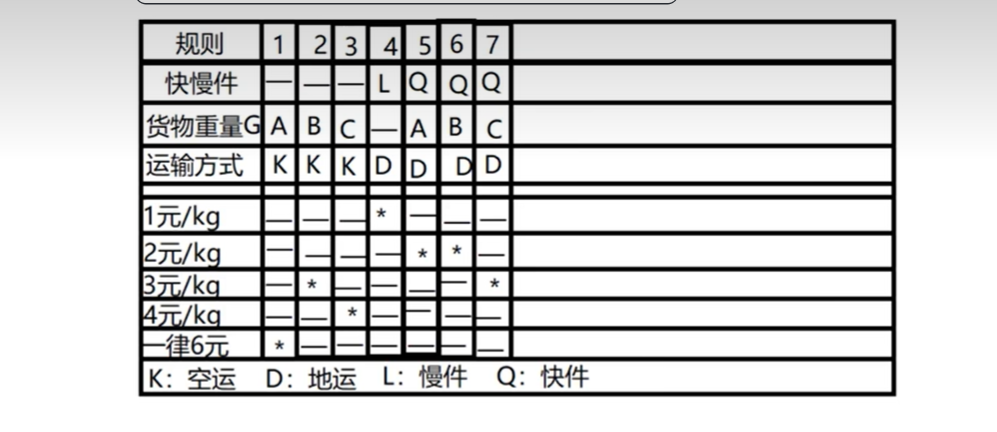 规则 1 2 3 4 5 6 7
快慢件 — — — L Q Q Q
货物重量G A B C — A B C
运输方式 K K K D D D D
1元/kg — — — * — — —
2元/kg — — — — * * —
3元/kg — * — — — — *
4元/kg — — * — — — —
一律6元 * — — — — — —
K：空运 D：地运 L：慢件 Q：快件